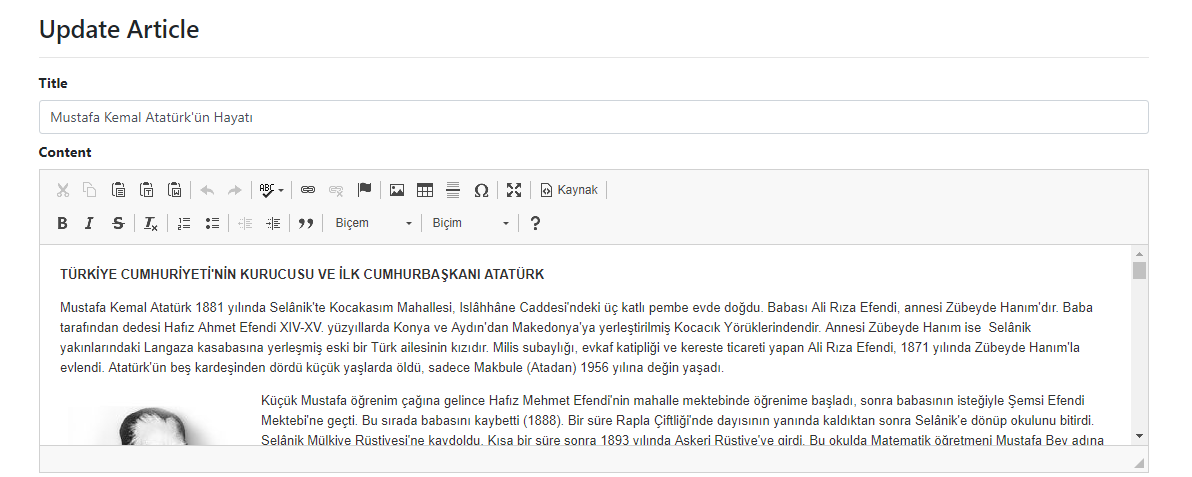 Update Article
Title
Mustafa Kemal Atatürk'ün Hayatı
Content
ABC
Kaynak
B I S Tx
Biçem Biçim ?
TÜRKİYE CUMHURİYETİ'NİN KURUCUSU VE İLK CUMHURBAŞKANI ATATÜRK
Mustafa Kemal Atatürk 1881 yılında Selânik'te Kocakasım Mahallesi, Islâhhâne Caddesi'ndeki üç katlı pembe evde doğdu. Babası Ali Rıza Efendi, annesi Zübeyde Hanım'dır. Baba
tarafından dedesi Hafız Ahmet Efendi XIV-XV. yüzyıllarda Konya ve Aydın'dan Makedonya'ya yerleştirilmiş Kocacık Yörüklerindendir. Annesi Zübeyde Hanım ise Selânik
yakınlarındaki Langaza kasabasına yerleşmiş eski bir Türk ailesinin kızıdır. Milis subaylığı, evkaf katipliği ve kereste ticareti yapan Ali Rıza Efendi, 1871 yılında Zübeyde Hanım'la
evlendi. Atatürk'ün beş kardeşinden dördü küçük yaşlarda öldü, sadece Makbule (Atadan) 1956 yılına değin yaşadı.
Küçük Mustafa öğrenim çağına gelince Hafız Mehmet Efendi'nin mahalle mektebinde öğrenime başladı, sonra babasının isteğiyle Şemsi Efendi
Mektebi'ne geçti. Bu sırada babasını kaybetti (1888). Bir süre Rapla Çiftliği'nde dayısının yanında kaldıktan sonra Selânik'e dönüp okulunu bitirdi.
Selânik Mülkiye Rüştiyesi'ne kaydoldu. Kısa bir süre sonra 1893 yılında Askeri Rüştiye'ye girdi. Bu okulda Matematik öğretmeni Mustafa Bey adına